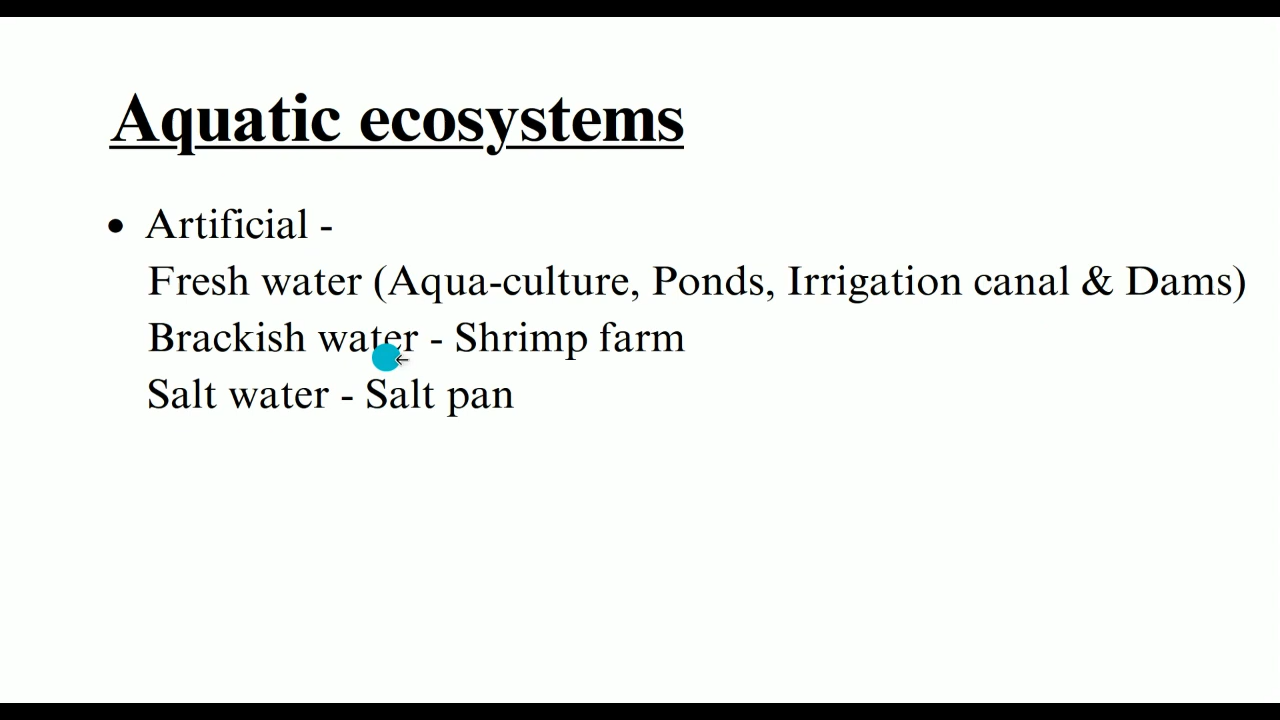 Aquatic ecosystems
• Artificial -
Fresh water (Aqua-culture, Ponds, Irrigation canal & Dams)
Brackish water - Shrimp farm
Salt water - Salt pan